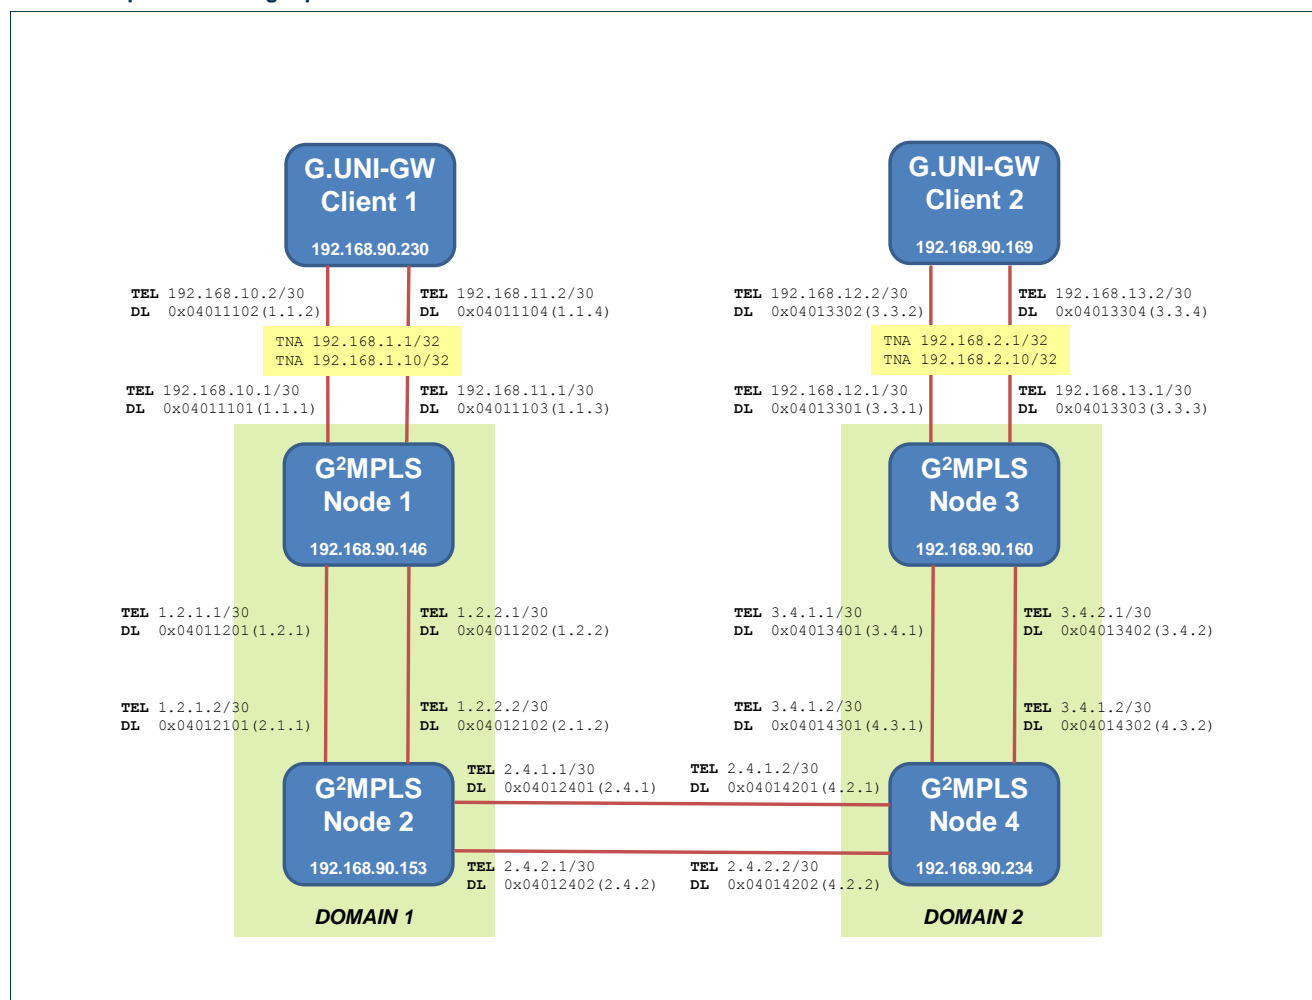 G.UNI-GW
Client 1
192.168.90.230
G.UNI-GW
Client 2
192.168.90.169
TEL 192.168.10.2/30
DL 0x04011102(1.1.2)
TEL 192.168.11.2/30
DL 0x04011104(1.1.4)
TEL 192.168.12.2/30
DL 0x04013302(3.3.2)
TEL 192.168.13.2/30
DL 0x04013304(3.3.4)
TNA 192.168.1.1/32
TNA 192.168.1.10/32
TNA 192.168.2.1/32
TNA 192.168.2.10/32
TEL 192.168.10.1/30
DL 0x04011101(1.1.1)
TEL 192.168.11.1/30
DL 0x04011103(1.1.3)
TEL 192.168.12.1/30
DL 0x04013301(3.3.1)
TEL 192.168.13.1/30
DL 0x04013303(3.3.3)
G²MPLS
Node 1
192.168.90.146
G²MPLS
Node 3
192.168.90.160
TEL 1.2.1.1/30
DL 0x04011201(1.2.1)
TEL 1.2.2.1/30
DL 0x04011202(1.2.2)
TEL 3.4.1.1/30
DL 0x04013401(3.4.1)
TEL 3.4.2.1/30
DL 0x04013402(3.4.2)
TEL 1.2.1.2/30
DL 0x04012101(2.1.1)
TEL 1.2.2.2/30
DL 0x04012102(2.1.2)
TEL 3.4.1.2/30
DL 0x04014301(4.3.1)
TEL 3.4.1.2/30
DL 0x04014302(4.3.2)
G²MPLS
Node 2
192.168.90.153
TEL 2.4.1.1/30
DL 0x04012401(2.4.1)
TEL 2.4.1.2/30
DL 0x04014201(4.2.1)
G²MPLS
Node 4
192.168.90.234
TEL 2.4.2.1/30
DL 0x04012402(2.4.2)
TEL 2.4.2.2/30
DL 0x04014202(4.2.2)
DOMAIN 1
DOMAIN 2